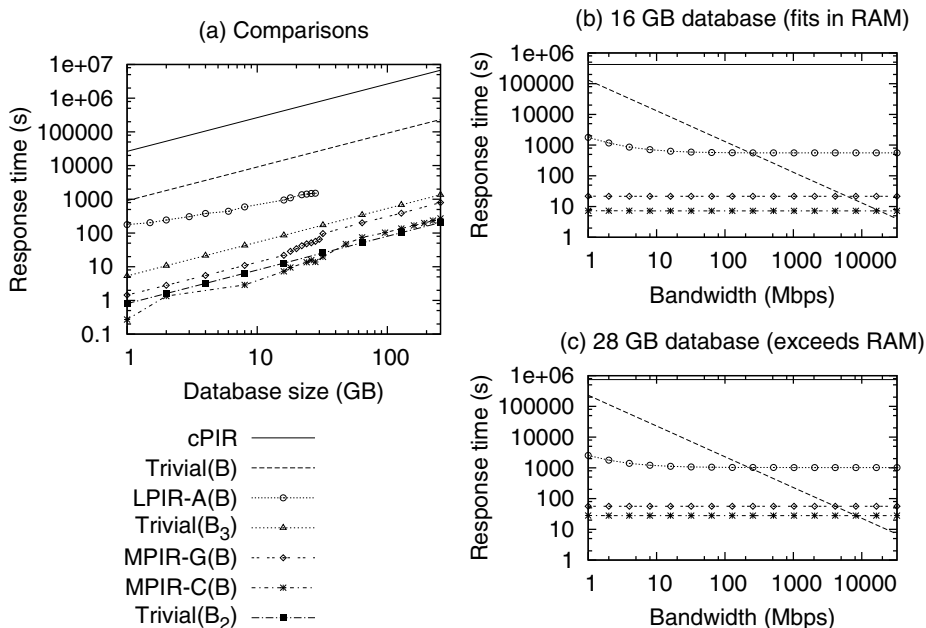 (a) Comparisons
Response time (s)
1e+07
1e+06
100000
10000
1000
100
10
1
0.1
1
10
100
Database size (GB)
cPIR
Trivial(B)
LPIR-A(B)
Trivial(B3)
MPIR-G(B)
MPIR-C(B)
Trivial(B2)
(b) 16 GB database (fits in RAM)
Response time (s)
1e+06
100000
10000
1000
100
10
1
1
10
100
1000
10000
Bandwidth (Mbps)
(c) 28 GB database (exceeds RAM)
Response time (s)
1e+06
100000
10000
1000
100
10
1
1
10
100
1000
10000
Bandwidth (Mbps)